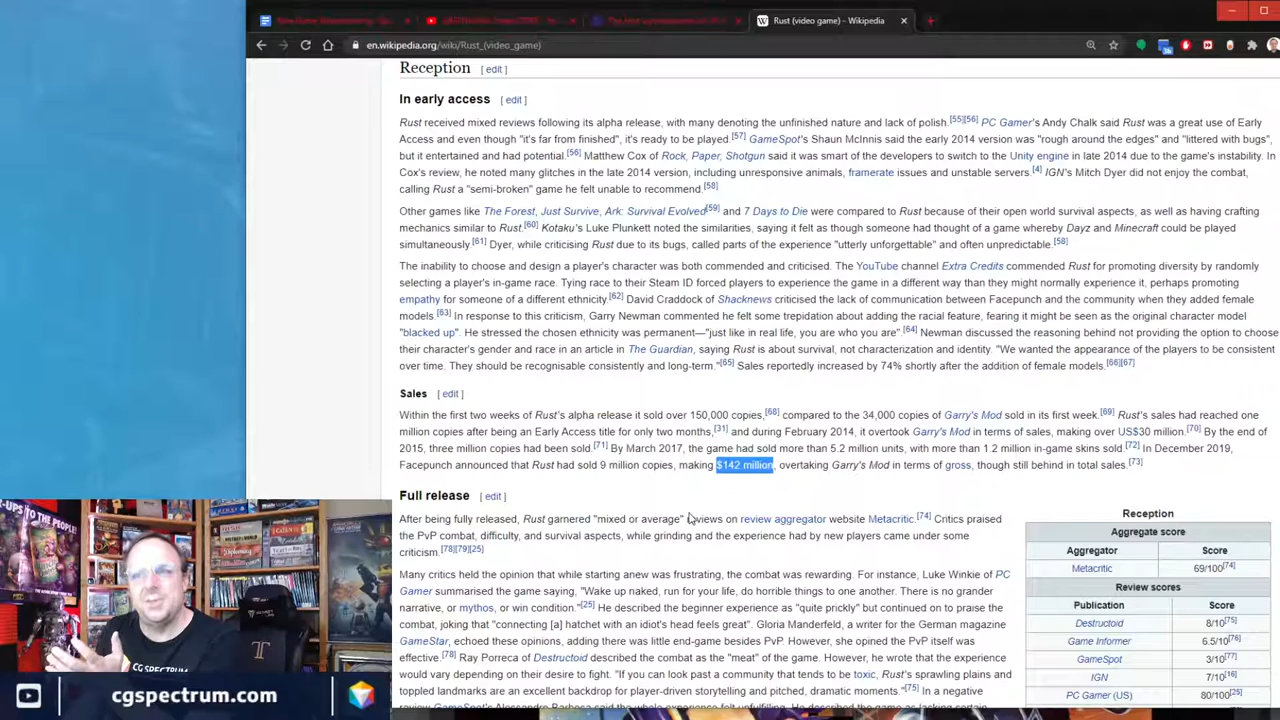 Rust (video game) - Wikipedia
en.wikipedia.org/wiki/Rust_(video_game)
Reception [ edit ]
In early access [ edit ]
Rust received mixed reviews following its alpha release, with many denoting the unfinished nature and lack of polish.[55][56] PC Gamer's Andy Chalk said Rust was a great use of Early
Access and even though "it's far from finished", it's ready to be played.[57] GameSpot's Shaun McInnis said the early 2014 version was "rough around the edges" and "littered with bugs",
but it entertained and had potential.[56] Matthew Cox of Rock, Paper, Shotgun said it was smart of the developers to switch to the Unity engine in late 2014 due to the game's instability. In
Cox's review, he noted many glitches in the late 2014 version, including unresponsive animals, framerate issues and unstable servers.[4] IGN's Mitch Dyer did not enjoy the combat,
calling Rust a "semi-broken" game he felt unable to recommend.[58]
Other games like The Forest, Just Survive, Ark: Survival Evolved[59] and 7 Days to Die were compared to Rust because of their open world survival aspects, as well as having crafting
mechanics similar to Rust.[60] Kotaku's Luke Plunkett noted the similarities, saying it felt as though someone had thought of a game whereby Dayz and Minecraft could be played
simultaneously.[61] Dyer, while criticising Rust due to its bugs, called parts of the experience "utterly unforgettable" and often unpredictable.[58]
The inability to choose and design a player's character was both commended and criticised. The YouTube channel Extra Credits commended Rust for promoting diversity by randomly
selecting a player's in-game race. Tying race to their Steam ID forced players to experience the game in a different way than they might normally experience it, perhaps promoting
empathy for someone of a different ethnicity.[62] David Craddock of Shacknews criticised the lack of communication between Facepunch and the community when they added female
models.[63] In response to this criticism, Garry Newman commented he felt some trepidation about adding the racial feature, fearing it might be seen as the original character model
"blacked up". He stressed the chosen ethnicity was permanent—"just like in real life, you are who you are".[64] Newman discussed the reasoning behind not providing the option to choose
their character's gender and race in an article in The Guardian, saying Rust is about survival, not characterization and identity. "We wanted the appearance of the players to be consistent
over time. They should be recognisable consistently and long-term."[65] Sales reportedly increased by 74% shortly after the addition of female models.[66][67]
Sales [ edit ]
Within the first two weeks of Rust's alpha release it sold over 150,000 copies,[68] compared to the 34,000 copies of Garry's Mod sold in its first week.[69] Rust's sales had reached one
million copies after being an Early Access title for only two months,[31] and during February 2014, it overtook Garry's Mod in terms of sales, making over US$30 million.[70] By the end of
2015, three million copies had been sold.[71] By March 2017, the game had sold more than 5.2 million units, with more than 1.2 million in-game skins sold.[72] In December 2019,
Facepunch announced that Rust had sold 9 million copies, making $142 million, overtaking Garry's Mod in terms of gross, though still behind in total sales.[73]
Full release [ edit ]
After being fully released, Rust garnered "mixed or average" reviews on review aggregator website Metacritic.[74] Critics praised
the PvP combat, difficulty, and survival aspects, while grinding and the experience had by new players came under some
criticism.[78][79][25]
Many critics held the opinion that while starting anew was frustrating, the combat was rewarding. For instance, Luke Winkie of PC
Gamer summarised the game saying, "Wake up naked, run for your life, do horrible things to one another. There is no grander
narrative, or mythos, or win condition."[25] He described the beginner experience as "quite prickly" but continued on to praise the
combat, joking that "connecting [a] hatchet with an idiot's head feels great". Gloria Manderfeld, a writer for the German magazine
GameStar, echoed these opinions, adding there was little end-game besides PvP. However, she opined the PvP itself was
effective.[78] Ray Porreca of Destructoid described the combat as the "meat" of the game. However, he wrote that the experience
would vary depending on their desire to fight. "If you can look past a community that tends to be toxic, Rust's sprawling plains and
toppled landmarks are an excellent backdrop for player-driven storytelling and pitched, dramatic moments."[75] In a negative
Reception
Aggregate score
Aggregator Score
Metacritic 69/100[74]
Review scores
Publication Score
Destructoid 8/10[75]
Game Informer 6.5/10[76]
GameSpot 3/10[77]
IGN 7/10[16]
PC Gamer (US) 80/100[25]
CG SPECTRUM
cgspectrum.com